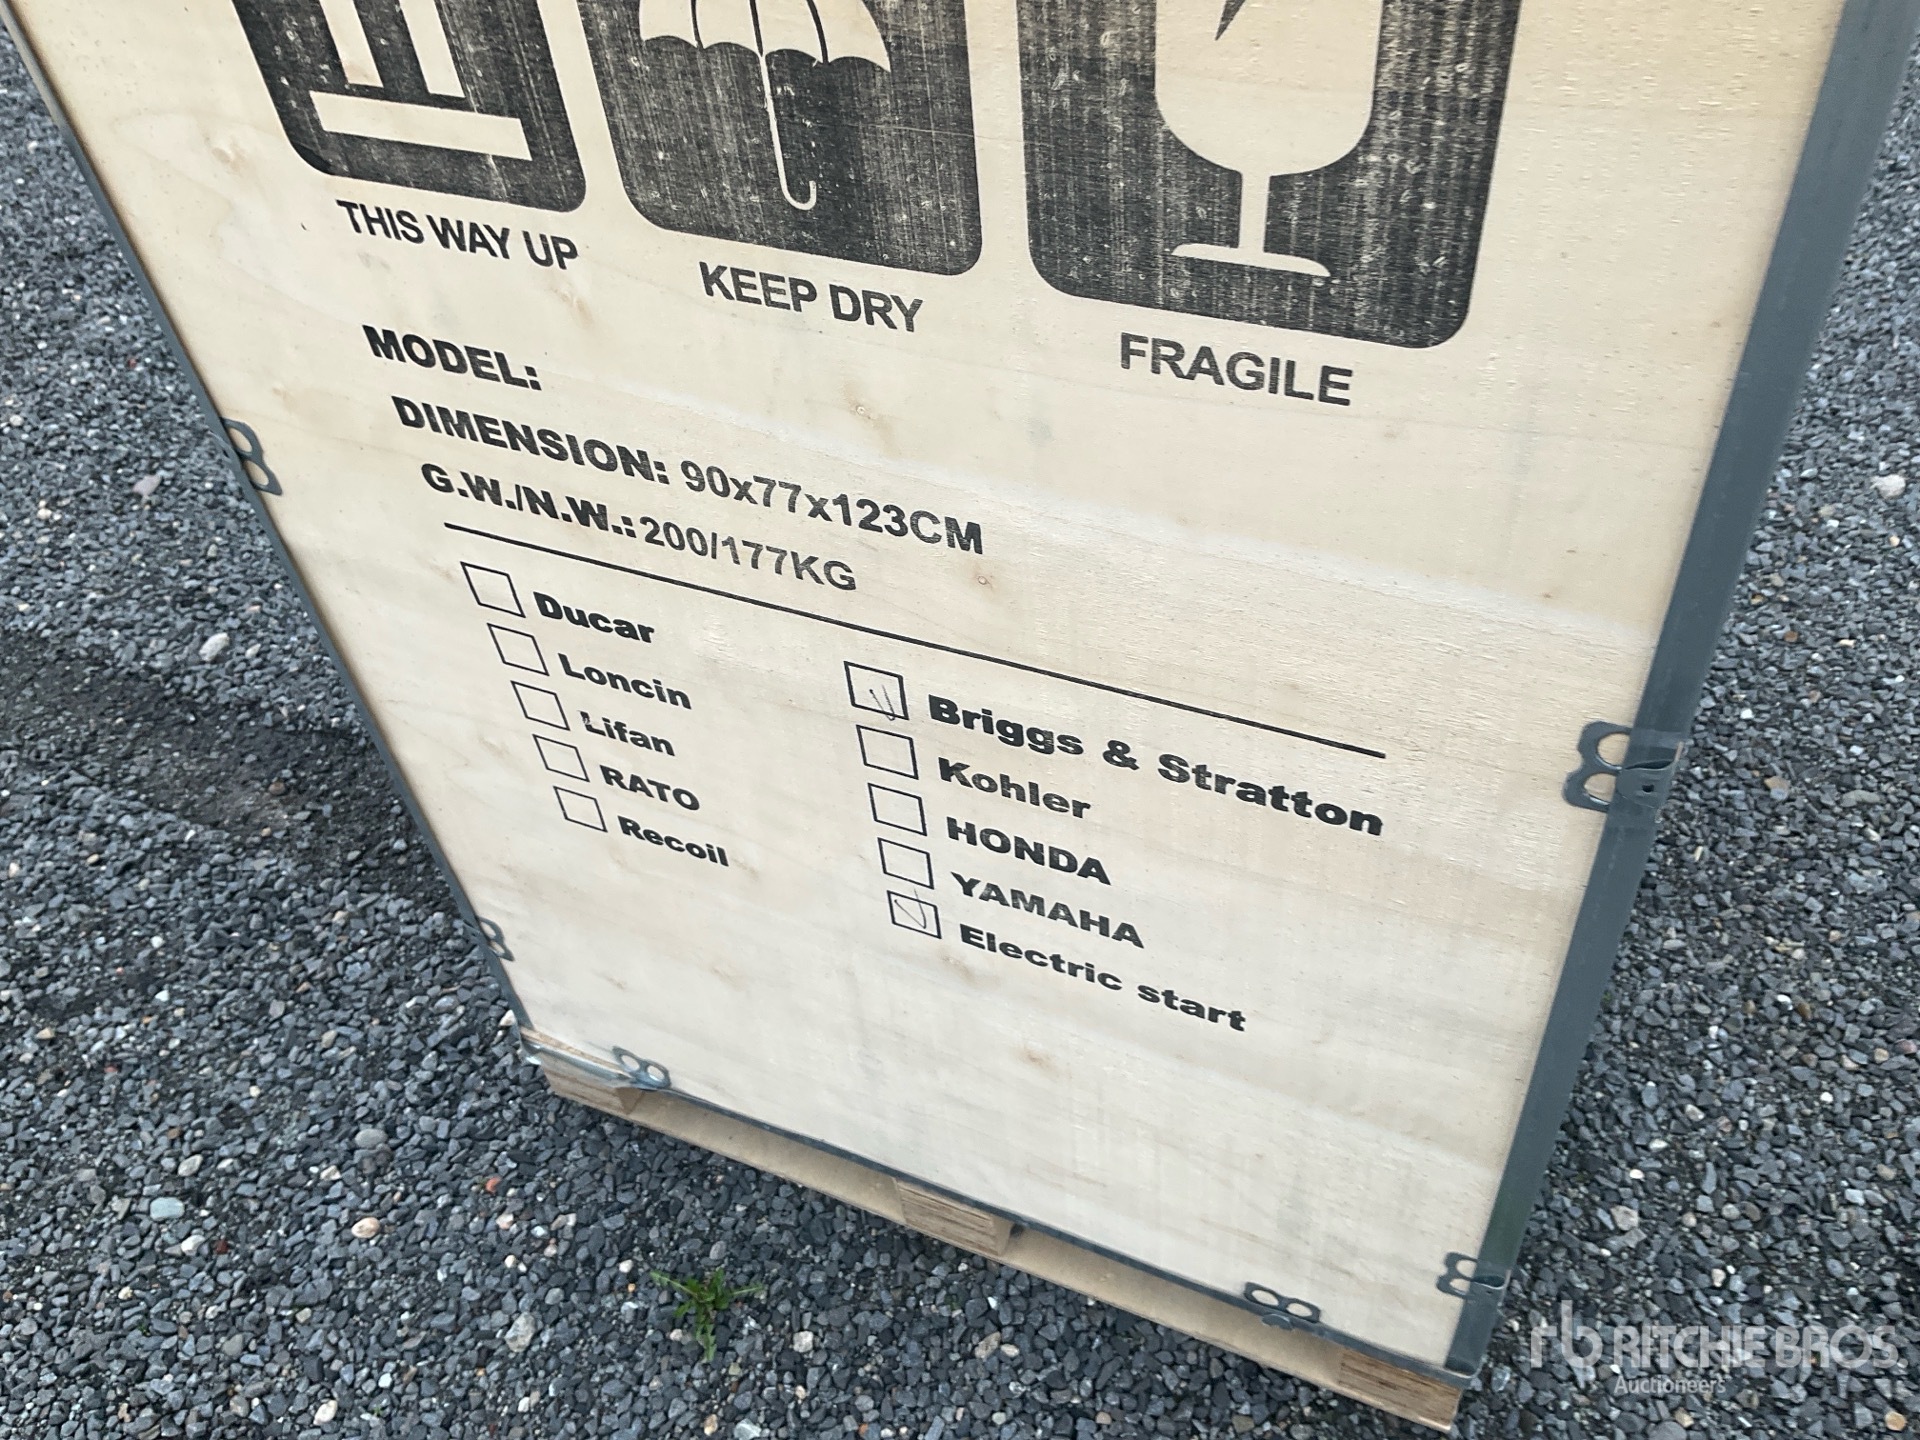 THIS WAY UP
KEEP DRY
FRAGILE
MODEL:
DIMENSION: 90x77x123CM
G.W./N.W.: 200/177KG
Ducar
Loncin
Lifan
RATO
Recoil
Briggs & Stratton
Kohler
HONDA
YAMAHA
Electric start
rb RITCHIE BROS.
Auctioneers